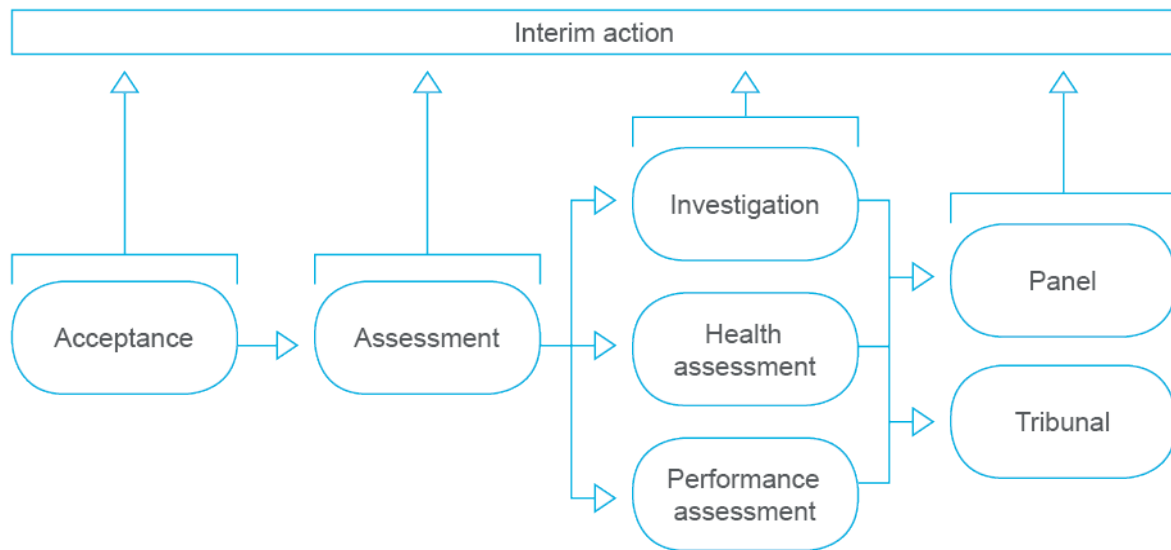 Interim action
Acceptance
Assessment
Investigation
Health
assessment
Performance
assessment
Panel
Tribunal